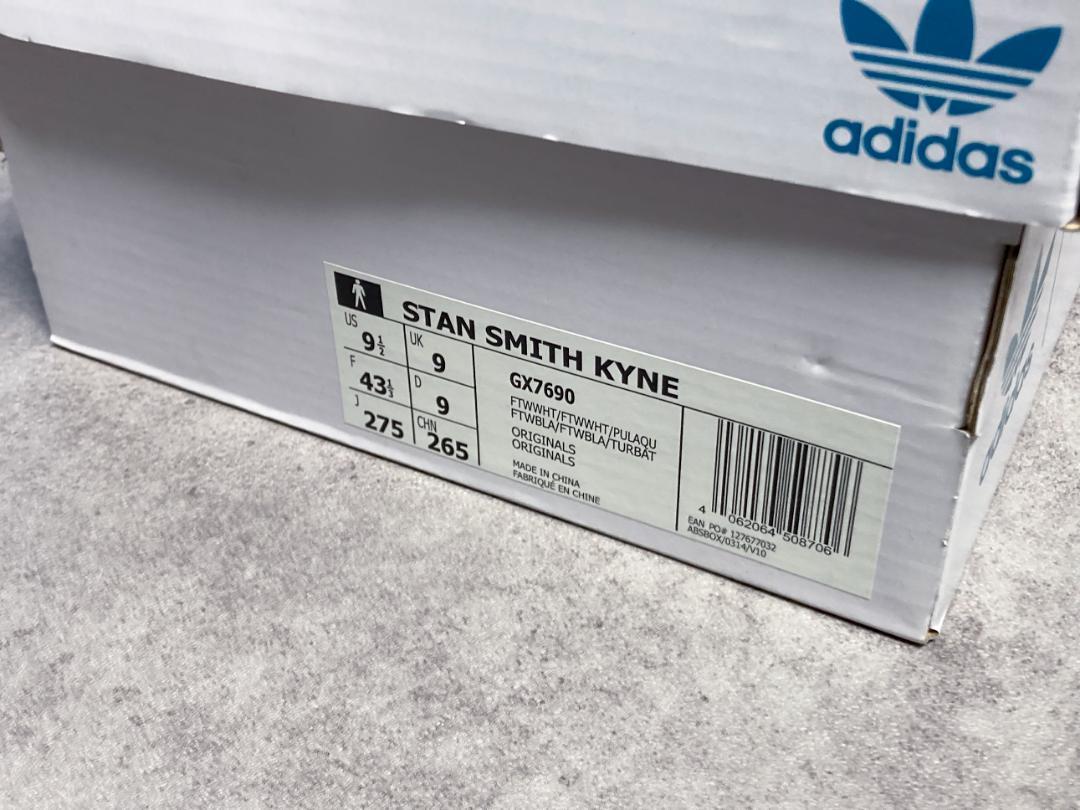 adidas
STAN SMITH KYNE
US 9½
UK 9
F 43⅓
D 9
J 275
CHN 265
GX7690
FTWWHT/FTWWHT/PULAQU
FTWBLA/FTWBLA/TURBAT
ORIGINALS
ORIGINALS
MADE IN CHINA
FABRIQUÉ EN CHINE
4 062064 508706
EAN PO# 127677032
ABSBOX/0314/V10